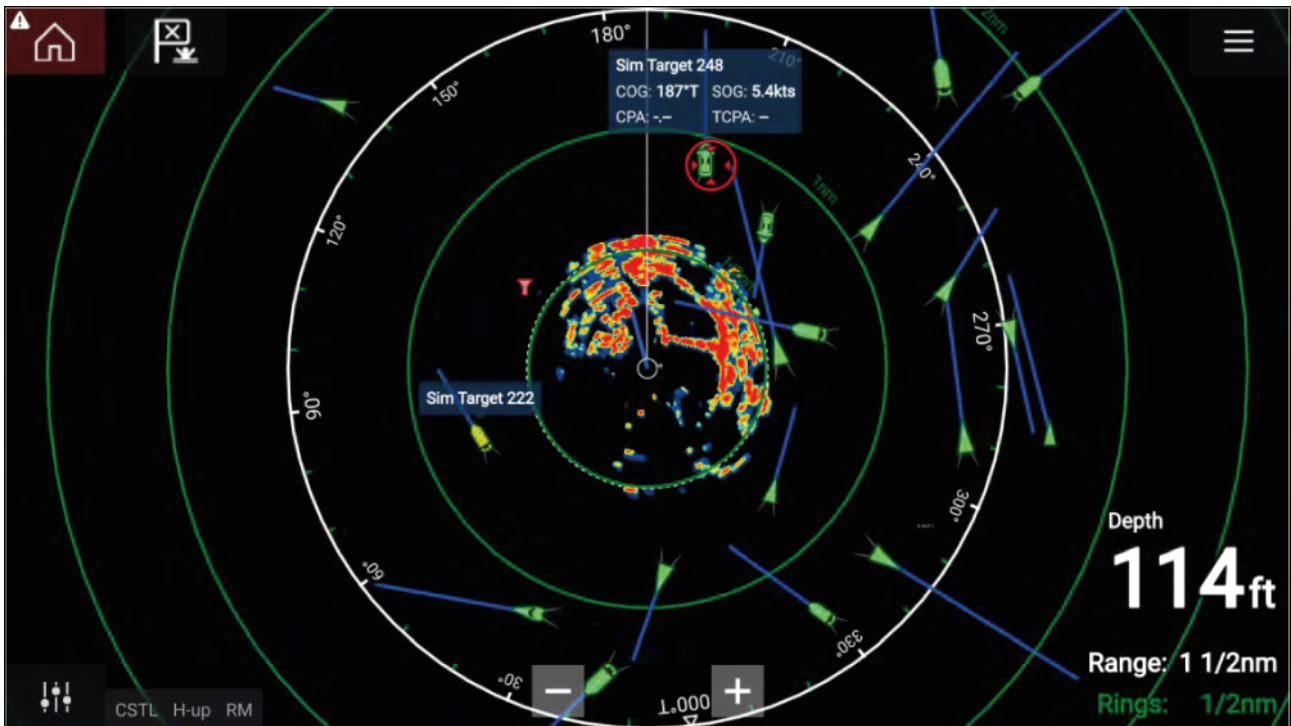 180°
210°
2nm
Sim Target 248
COG: 187°T SOG: 5.4kts
CPA: -.-- TCPA: --
150°
240°
1nm
120°
270°
Sim Target 222
90°
300°
Depth
114ft
60°
330°
30°
000°T
Range: 1 1/2nm
Rings: 1/2nm
CSTL H-up RM